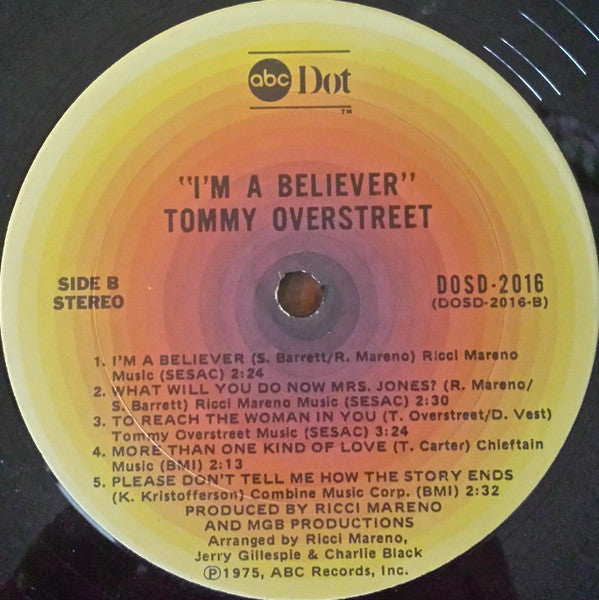 abc Dot
TM
"I'M A BELIEVER"
TOMMY OVERSTREET
SIDE B
STEREO
DOSD-2016
(DOSD-2016-B)
1. I'M A BELIEVER (S. Barrett/R. Mareno) Ricci Mareno
Music (SESAC) 2:24
2. WHAT WILL YOU DO NOW MRS. JONES? (R. Mareno/
S. Barrett) Ricci Mareno Music (SESAC) 2:30
3. TO REACH THE WOMAN IN YOU (T. Overstreet/D. Vest)
Tommy Overstreet Music (SESAC) 3:24
4. MORE THAN ONE KIND OF LOVE (T. Carter) Chieftain
Music (BMI) 2:13
5. PLEASE DON'T TELL ME HOW THE STORY ENDS
(K. Kristofferson) Combine Music Corp. (BMI) 2:32
PRODUCED BY RICCI MARENO
AND MGB PRODUCTIONS
Arranged by Ricci Mareno,
Jerry Gillespie & Charlie Black
Ⓟ1975, ABC Records, Inc.